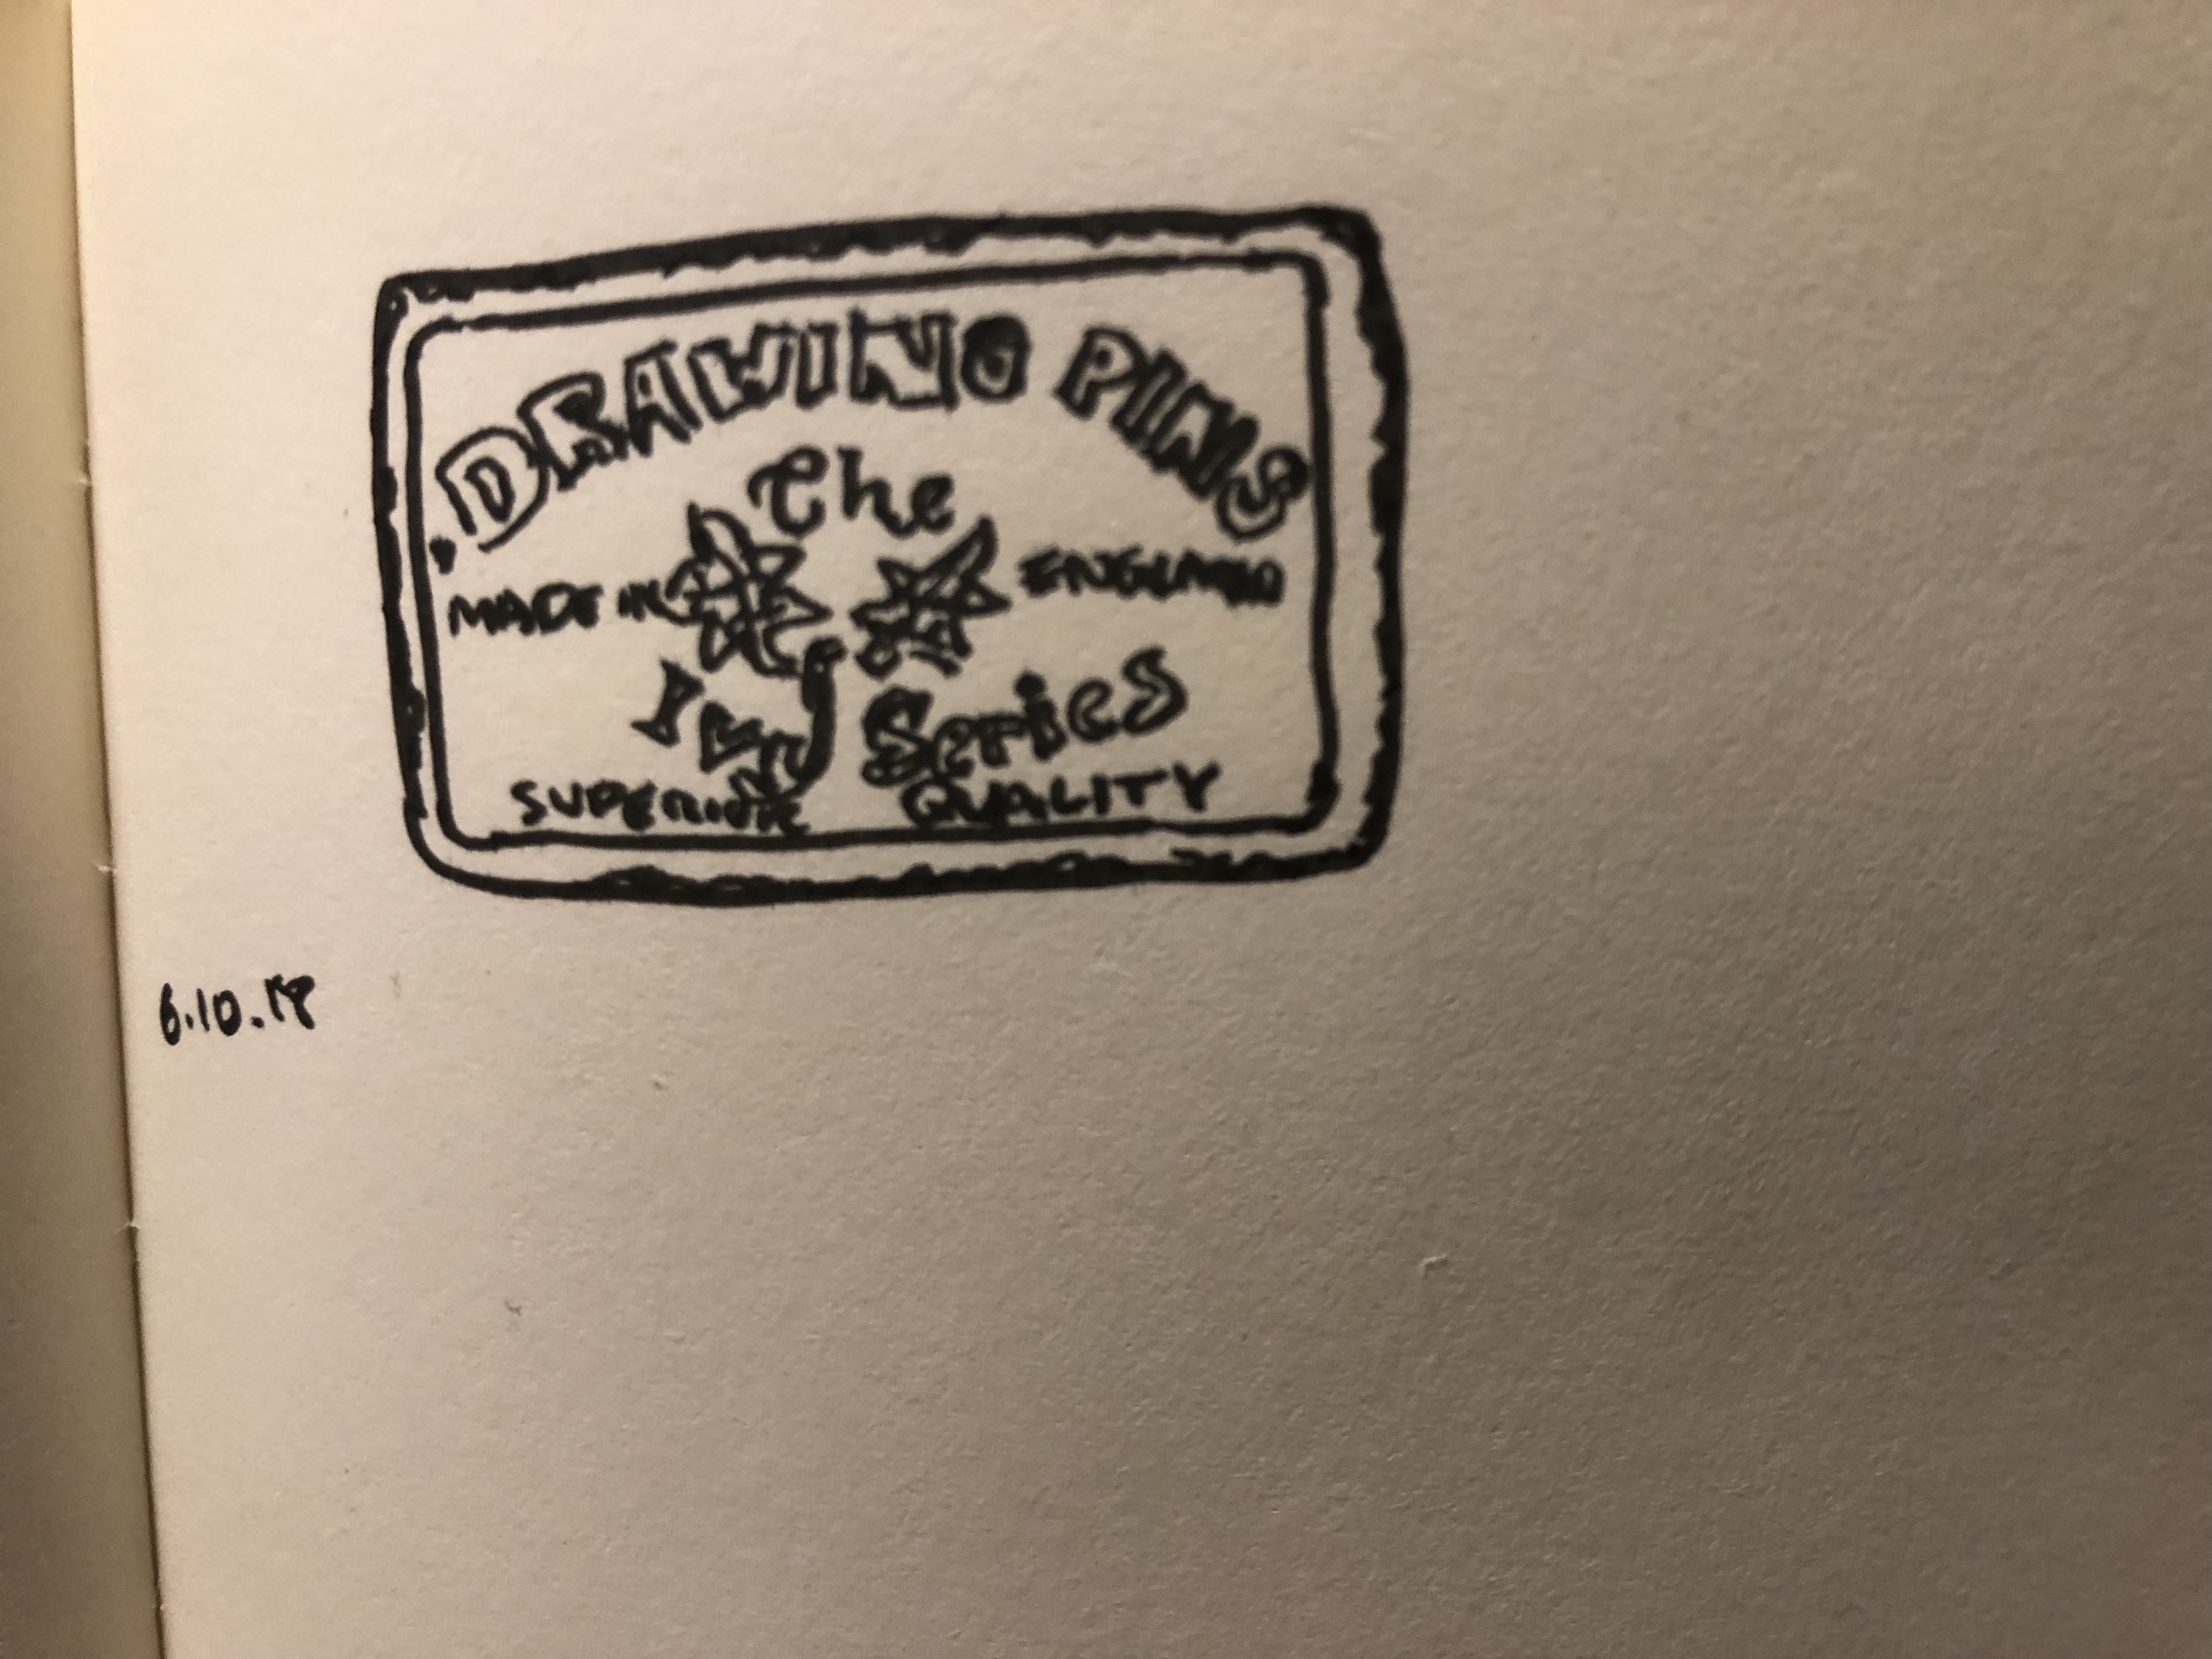 DRAWING PINS
The
MADE IN ENGLAND
Ivy Series
SUPERIOR QUALITY
6.10.18